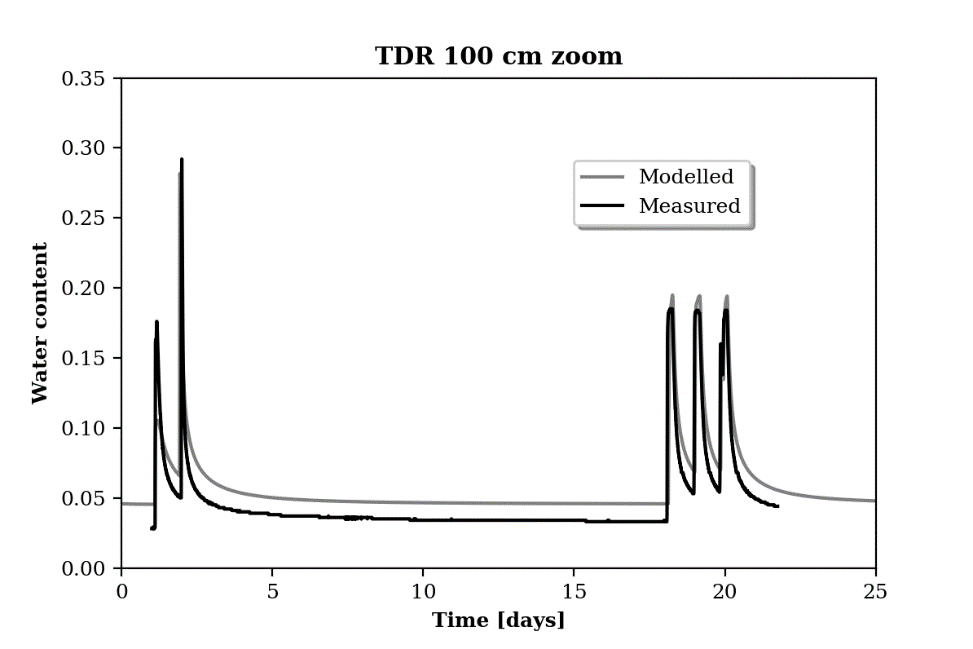 TDR 100 cm zoom
0.35
0.30
0.25
0.20
0.15
0.10
0.05
0.00
Water content
Modelled
Measured
0 5 10 15 20 25
Time [days]